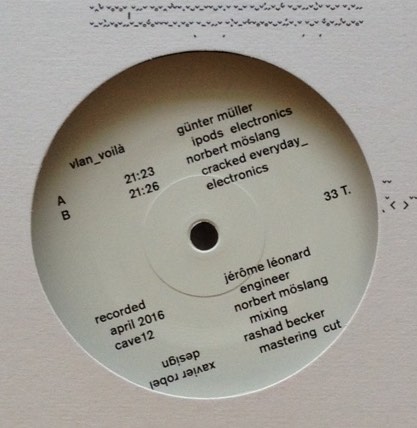 vlan_voilà
A 21:23
B 21:26
günter müller
ipods electronics
norbert möslang
cracked everyday_
electronics
33 T.
recorded
april 2016
cave12
jérôme léonard
engineer
norbert möslang
mixing
rashad becker
mastering cut
xavier robel
design